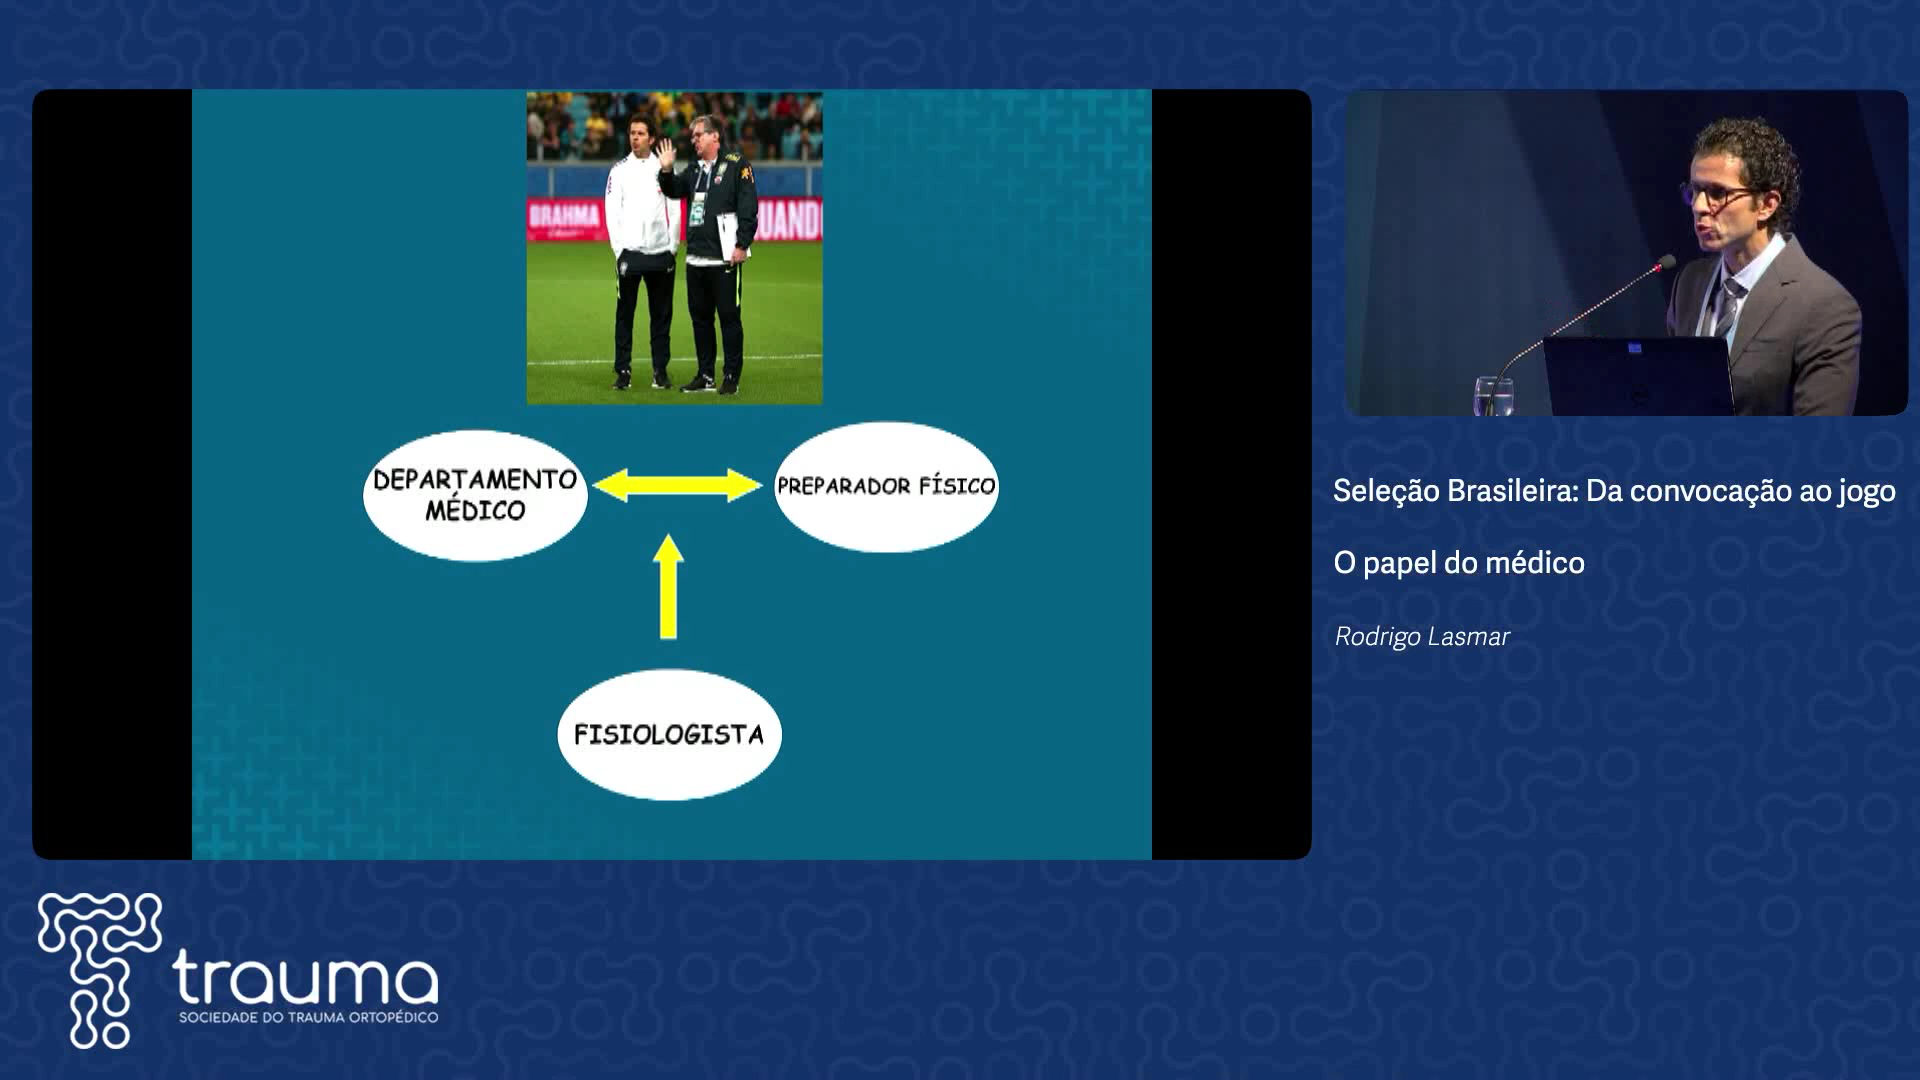 BRAHMA
UANDO
DEPARTAMENTO
MÉDICO
PREPARADOR FÍSICO
FISIOLOGISTA
Seleção Brasileira: Da convocação ao jogo
O papel do médico
Rodrigo Lasmar
trauma
SOCIEDADE DO TRAUMA ORTOPÉDICO